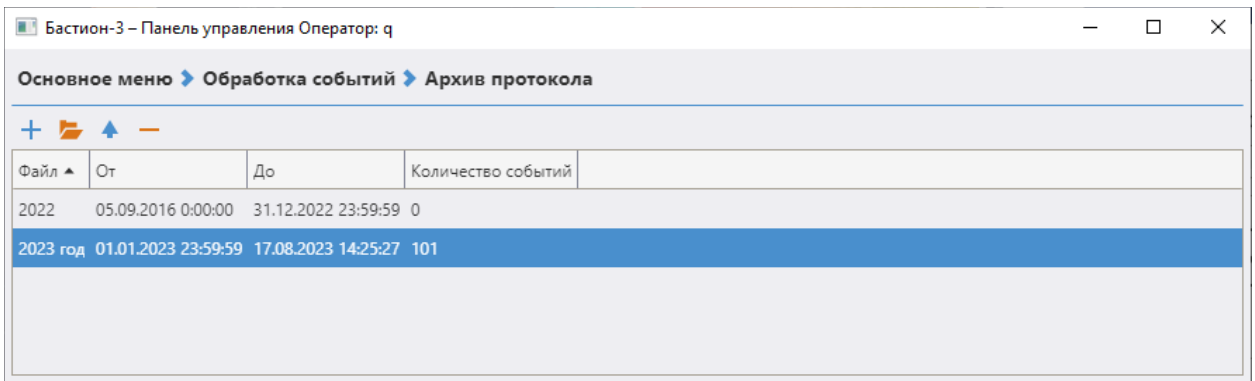 Бастион-3 – Панель управления Оператор: q
Основное меню Обработка событий Архив протокола
Файл От До Количество событий
2022 05.09.2016 0:00:00 31.12.2022 23:59:59 0
2023 год 01.01.2023 23:59:59 17.08.2023 14:25:27 101